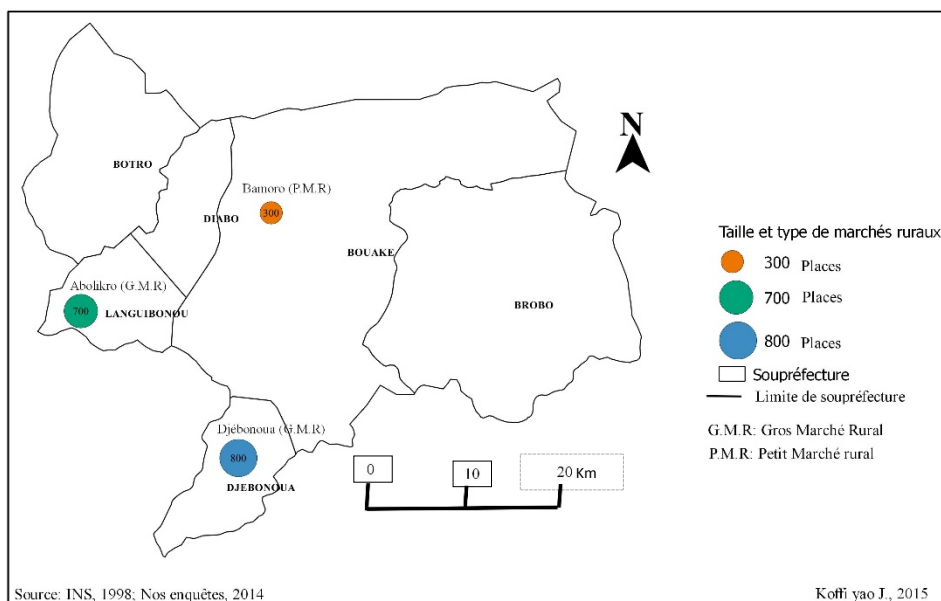 N
BOTRO
Bamoro (P.M.R)
300
DIABO
BOUAKE
Abolikro (G.M.R)
700
LANGUIBONOU
BROBO
Djébonoua (G.M.R)
800
DJEBONOUA
0 10 20 Km
Taille et type de marchés ruraux
300 Places
700 Places
800 Places
Soupréfecture
Limite de soupréfecture
G.M.R: Gros Marché Rural
P.M.R: Petit Marché rural
Source: INS, 1998; Nos enquêtes, 2014
Koffi yao J., 2015